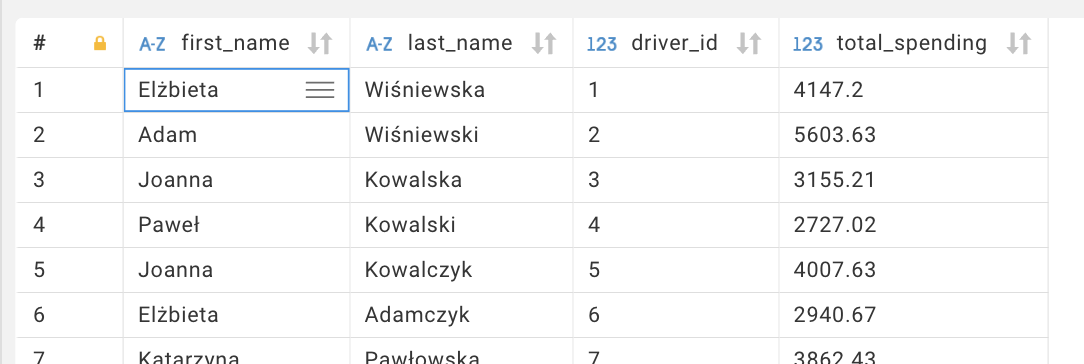 # A-Z first_name A-Z last_name 123 driver_id 123 total_spending
1 Elżbieta Wiśniewska 1 4147.2
2 Adam Wiśniewski 2 5603.63
3 Joanna Kowalska 3 3155.21
4 Paweł Kowalski 4 2727.02
5 Joanna Kowalczyk 5 4007.63
6 Elżbieta Adamczyk 6 2940.67
7 Katarzyna Pawłowska 7 3862.43